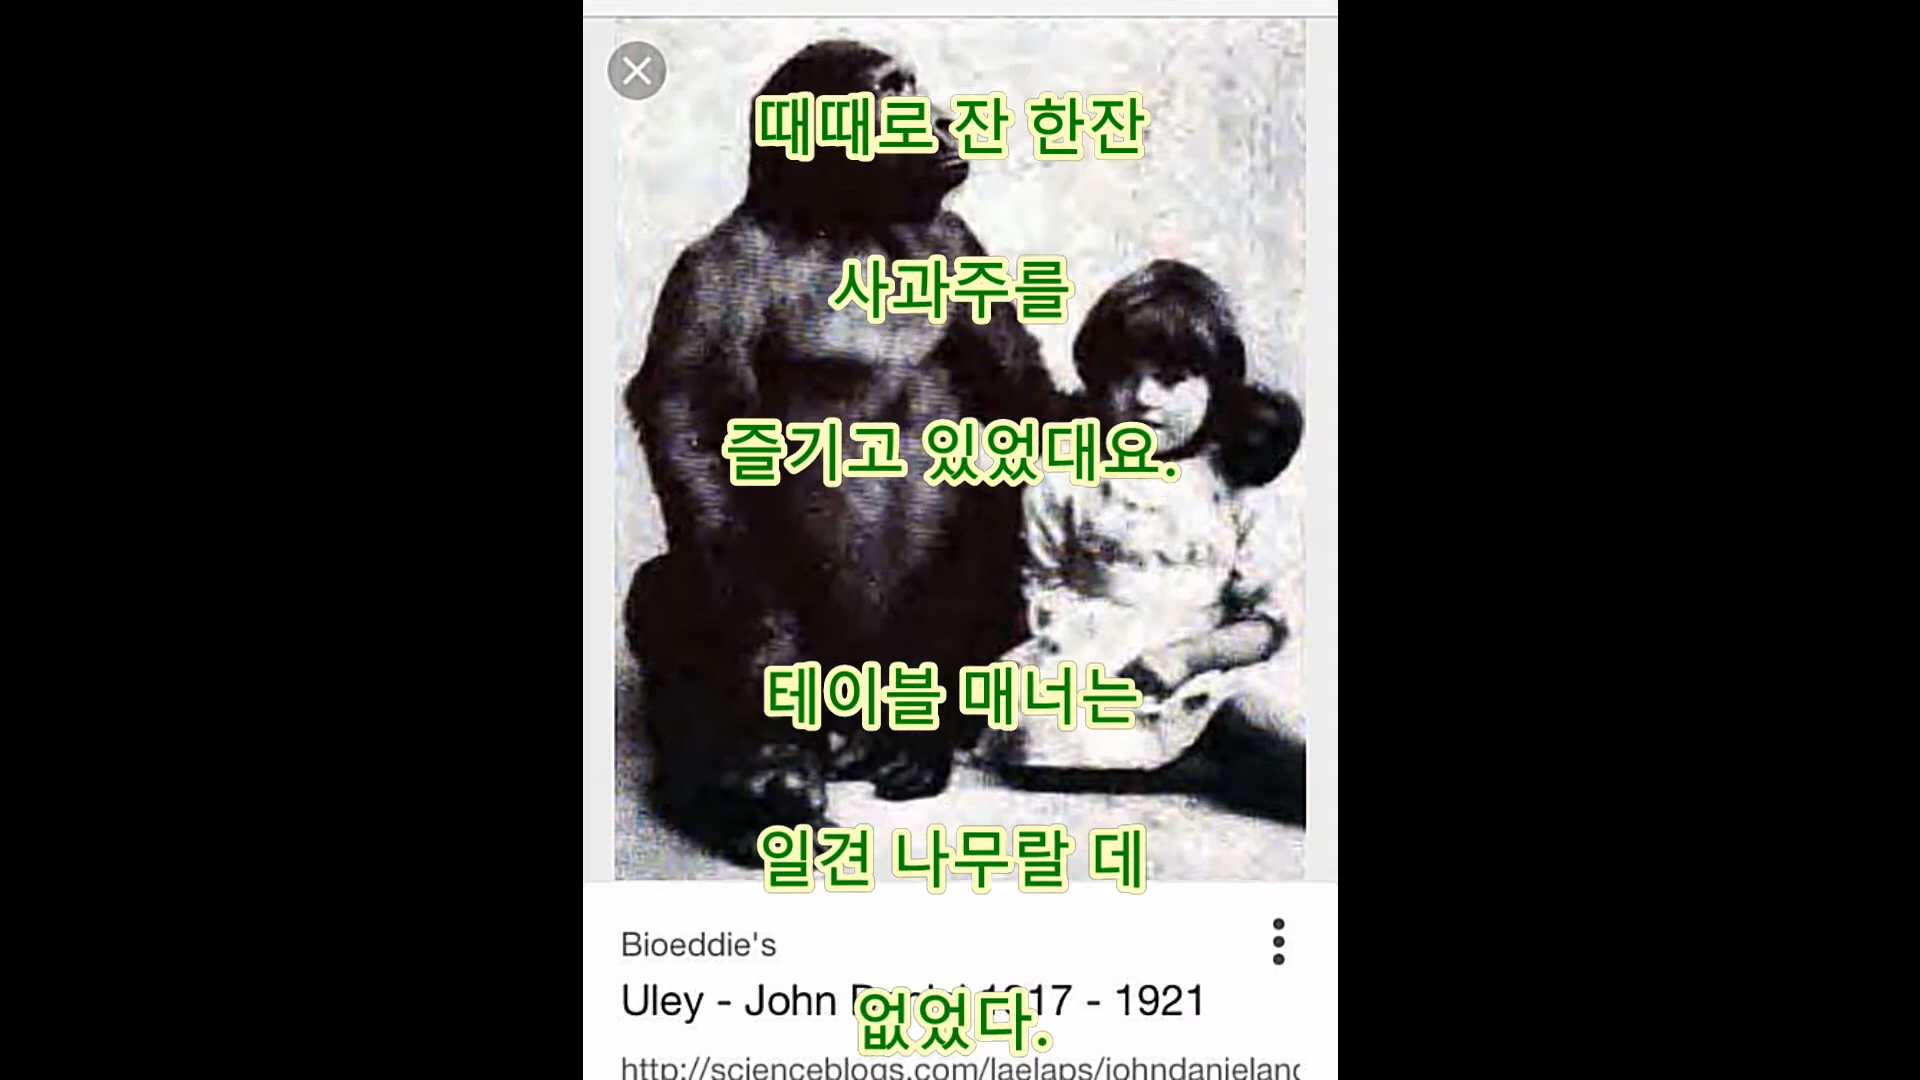 때때로 잔 한잔
사과주를
즐기고 있었대요.
테이블 매너는
일견 나무랄 데
Bioeddie's
Uley - John 17 - 1921
없었다.
http://scienceblogs.com/laelaps/johndanieland